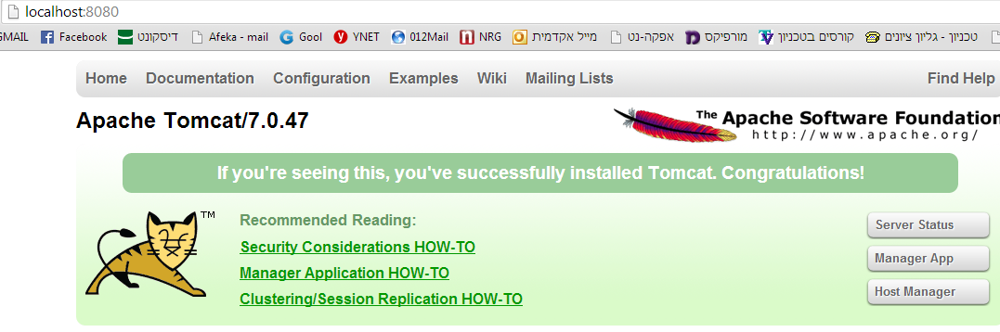 localhost:8080
GMAIL Facebook דיסקונט Afeka - mail Gool YNET 012Mail NRG מייל אקדמית אפקה-נט מורפיקס קורסים בטכניון טכניון - גליון ציונים
Home Documentation Configuration Examples Wiki Mailing Lists Find Help
Apache Tomcat/7.0.47
The Apache Software Foundation
http://www.apache.org/
If you're seeing this, you've successfully installed Tomcat. Congratulations!
TM
Recommended Reading:
Security Considerations HOW-TO
Manager Application HOW-TO
Clustering/Session Replication HOW-TO
Server Status
Manager App
Host Manager